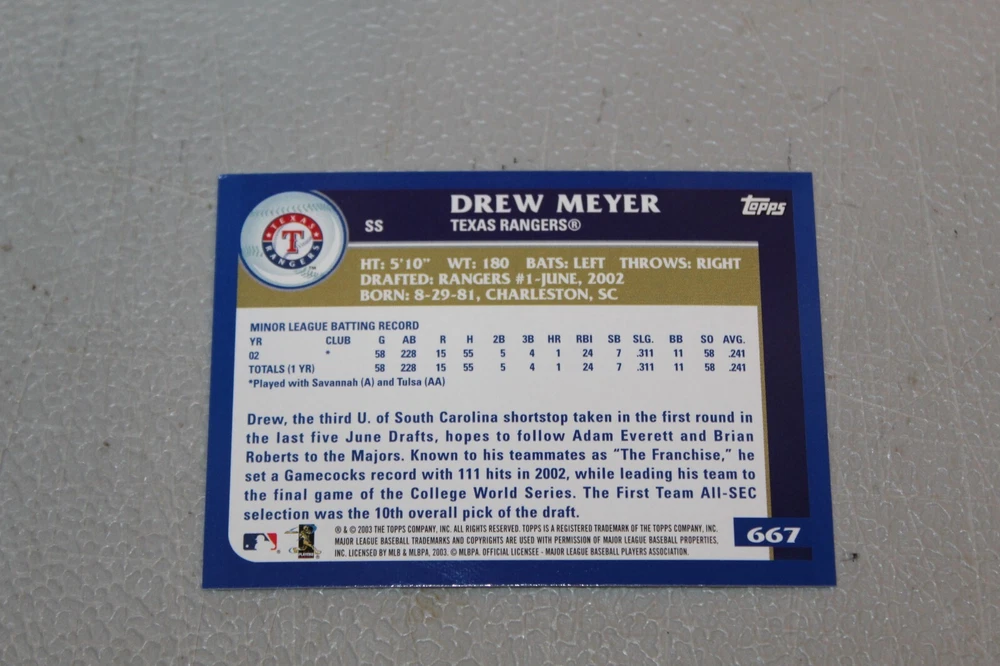 DREW MEYER
TEXAS RANGERS®
SS
topps
TEXAS
T
RANGERS
TM
HT: 5'10" WT: 180 BATS: LEFT THROWS: RIGHT
DRAFTED: RANGERS #1-JUNE, 2002
BORN: 8-29-81, CHARLESTON, SC
MINOR LEAGUE BATTING RECORD
YR CLUB G AB R H 2B 3B HR RBI SB SLG. BB SO AVG.
02 * 58 228 15 55 5 4 1 24 7 .311 11 58 .241
TOTALS (1 YR) 58 228 15 55 5 4 1 24 7 .311 11 58 .241
*Played with Savannah (A) and Tulsa (AA)
Drew, the third U. of South Carolina shortstop taken in the first round in
the last five June Drafts, hopes to follow Adam Everett and Brian
Roberts to the Majors. Known to his teammates as "The Franchise," he
set a Gamecocks record with 111 hits in 2002, while leading his team to
the final game of the College World Series. The First Team All-SEC
selection was the 10th overall pick of the draft.
® & © 2003 THE TOPPS COMPANY, INC. ALL RIGHTS RESERVED. TOPPS IS A REGISTERED TRADEMARK OF THE TOPPS COMPANY, INC.
MAJOR LEAGUE BASEBALL TRADEMARKS AND COPYRIGHTS ARE USED WITH PERMISSION OF MAJOR LEAGUE BASEBALL PROPERTIES,
INC. LICENSED BY MLB & MLBPA, 2003. © MLBPA. OFFICIAL LICENSEE - MAJOR LEAGUE BASEBALL PLAYERS ASSOCIATION.
667